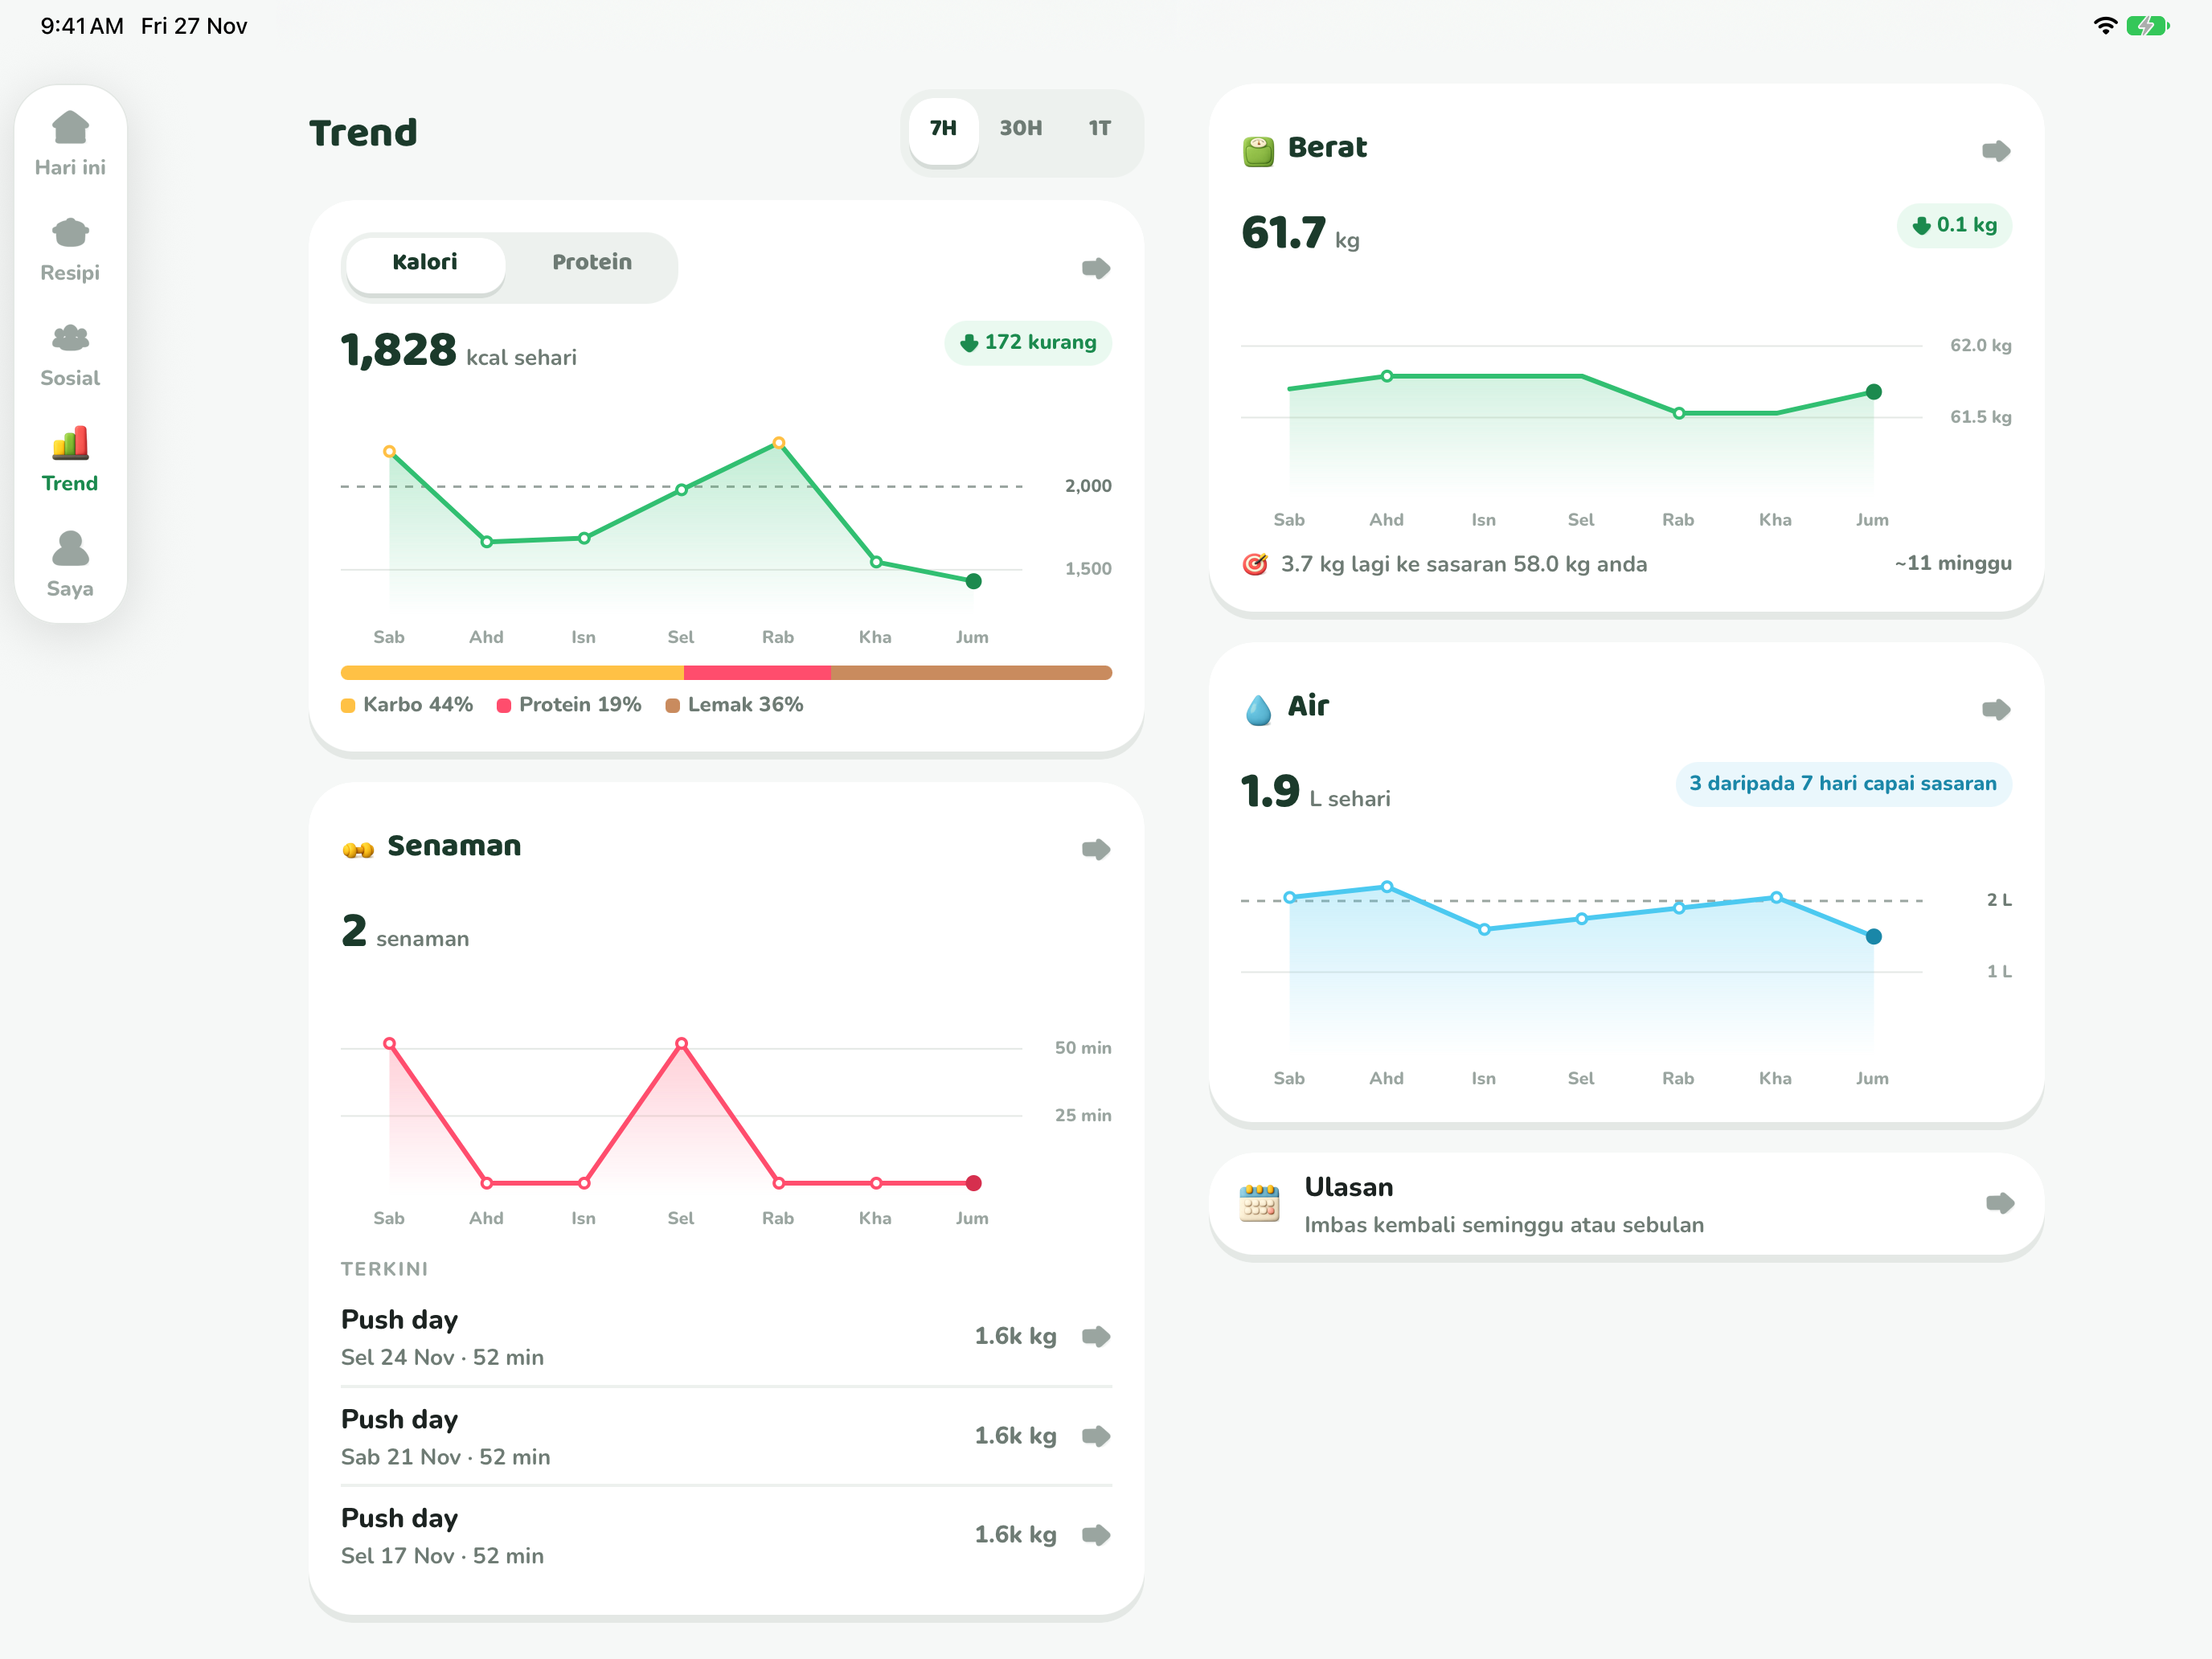 9:41 AM Fri 27 Nov
Hari ini
Resipi
Sosial
Trend
Saya
Trend
7H 30H 1T
Kalori Protein
1,828 kcal sehari
172 kurang
2,000
1,500
Sab Ahd Isn Sel Rab Kha Jum
Karbo 44% Protein 19% Lemak 36%
Senaman
2 senaman
50 min
25 min
Sab Ahd Isn Sel Rab Kha Jum
TERKINI
Push day
Sel 24 Nov · 52 min
1.6k kg
Push day
Sab 21 Nov · 52 min
1.6k kg
Push day
Sel 17 Nov · 52 min
1.6k kg
Berat
61.7 kg
0.1 kg
62.0 kg
61.5 kg
Sab Ahd Isn Sel Rab Kha Jum
3.7 kg lagi ke sasaran 58.0 kg anda
~11 minggu
Air
1.9 L sehari
3 daripada 7 hari capai sasaran
2 L
1 L
Sab Ahd Isn Sel Rab Kha Jum
Ulasan
Imbas kembali seminggu atau sebulan